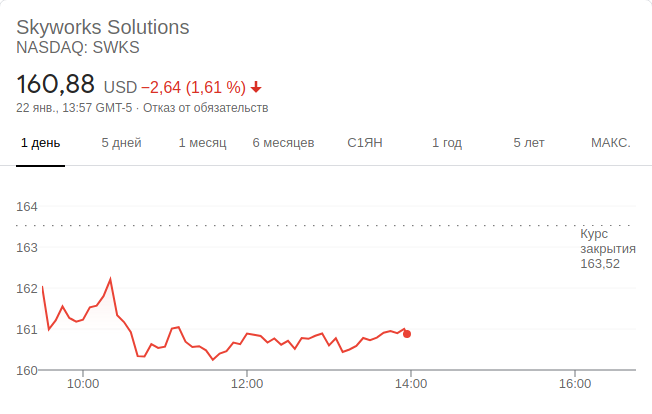 Skyworks Solutions
NASDAQ: SWKS
160,88 USD −2,64 (1,61 %)
22 янв., 13:57 GMT-5 · Отказ от обязательств
1 день 5 дней 1 месяц 6 месяцев С1ЯН 1 год 5 лет МАКС.
164
Курс
закрытия
163,52
163
162
161
160
10:00 12:00 14:00 16:00